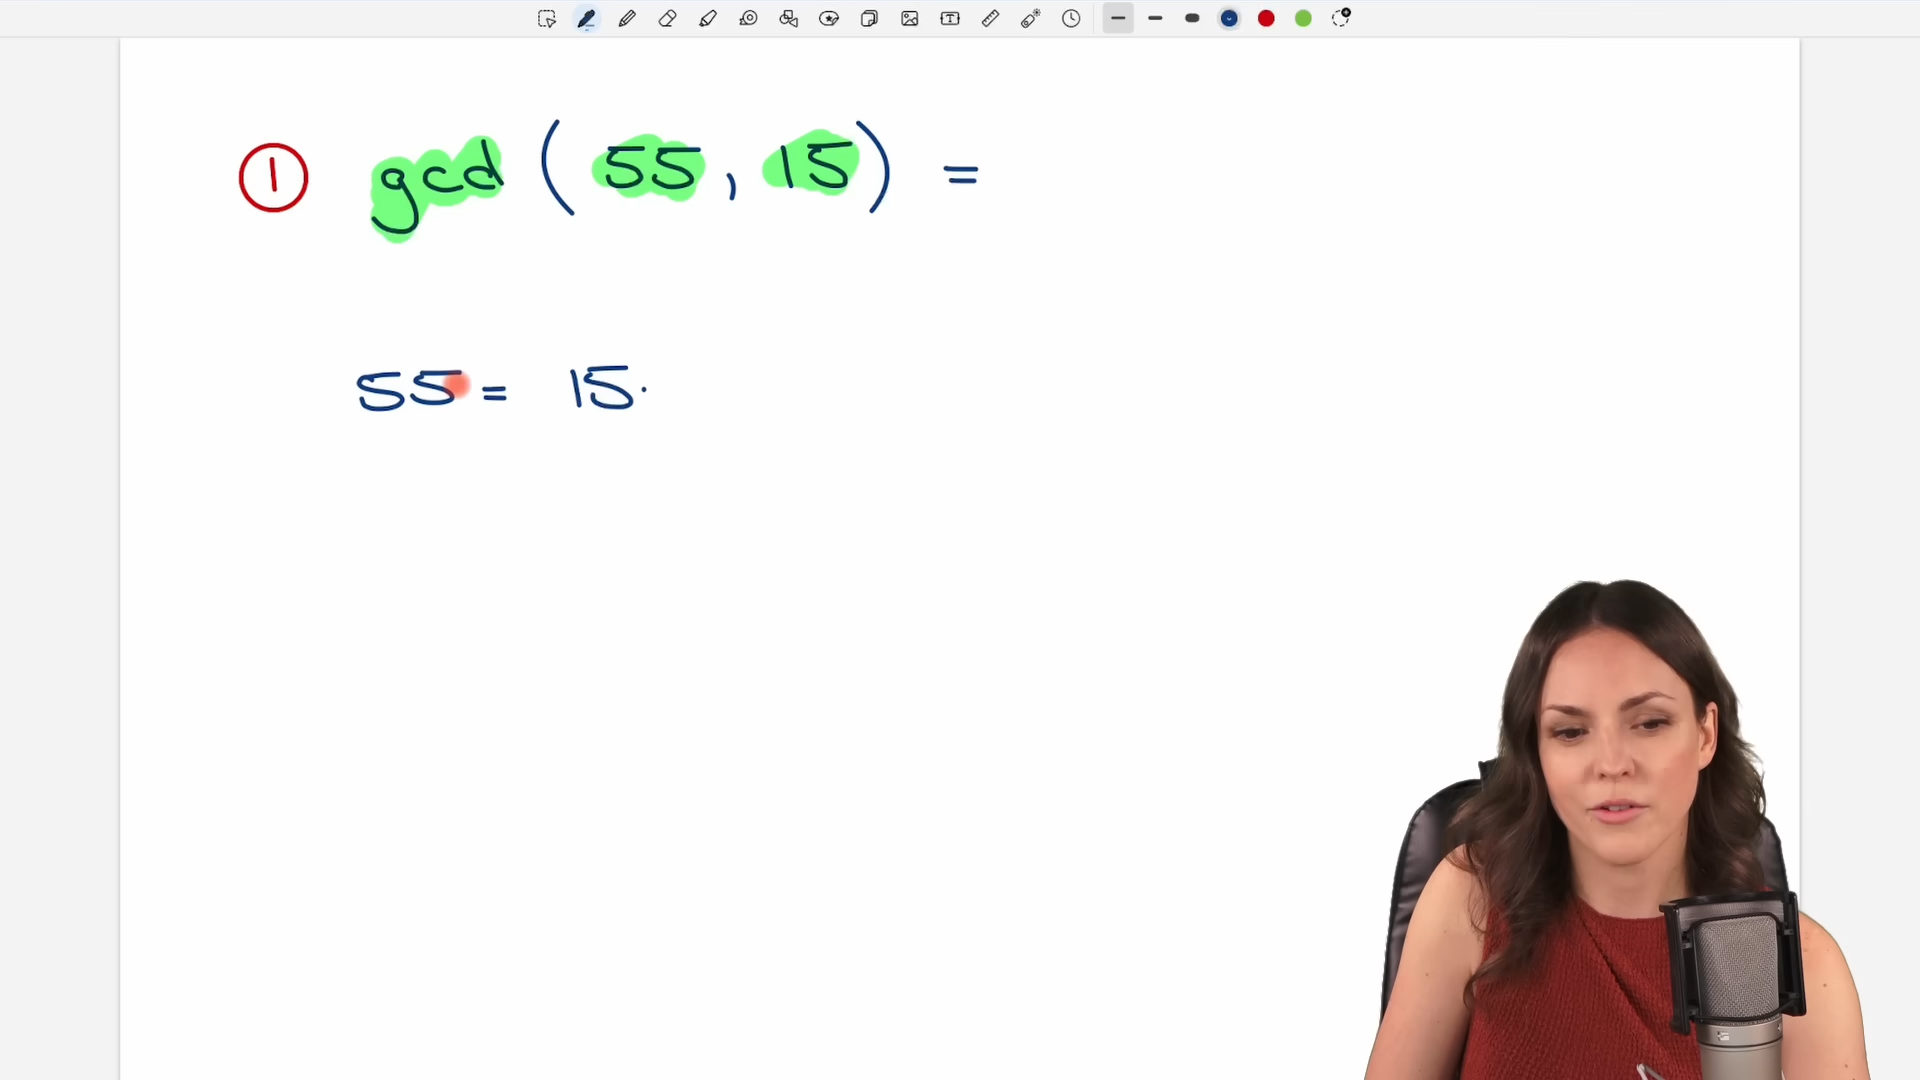 ① gcd ( 55 , 15 ) =
55 = 15 ·